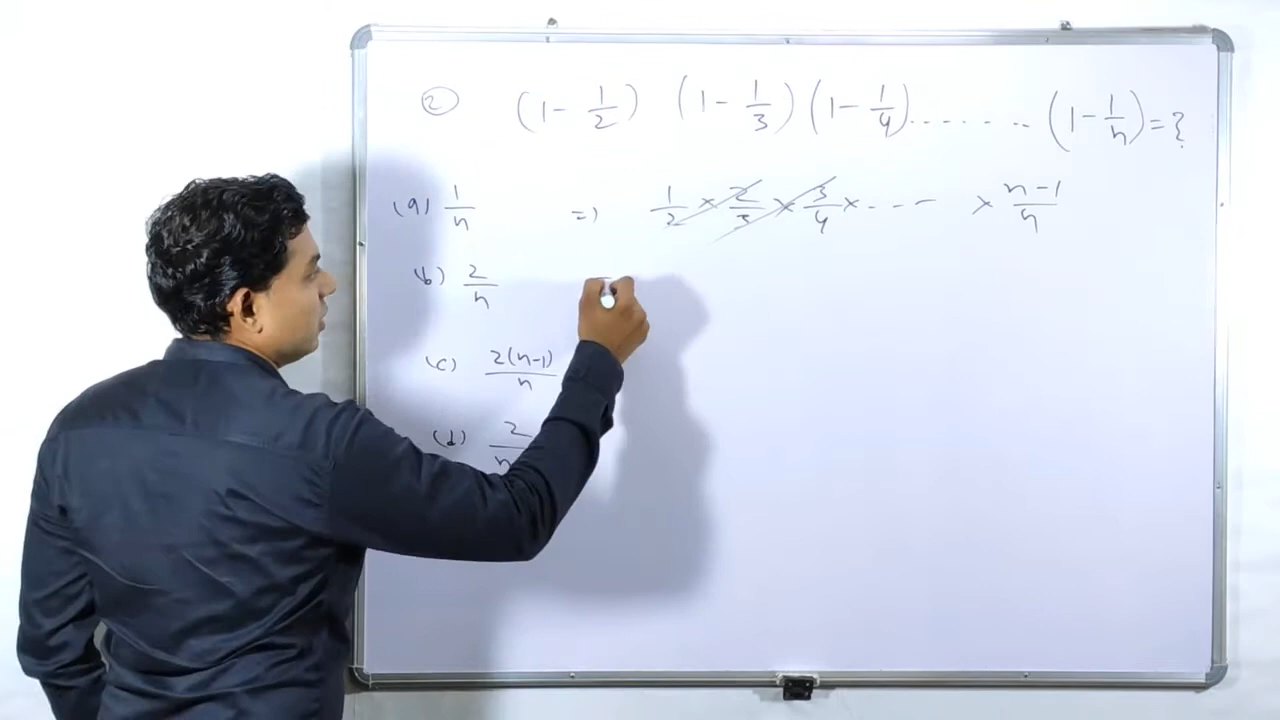 ② (1 - 1/2) (1 - 1/3) (1 - 1/4) ........ (1 - 1/n) = ?
(a) 1/n => 1/2 × 2/3 × 3/4 × ---- × n-1/n
(b) 2/n
(c) 2(n-1)/n
(d) 2/n